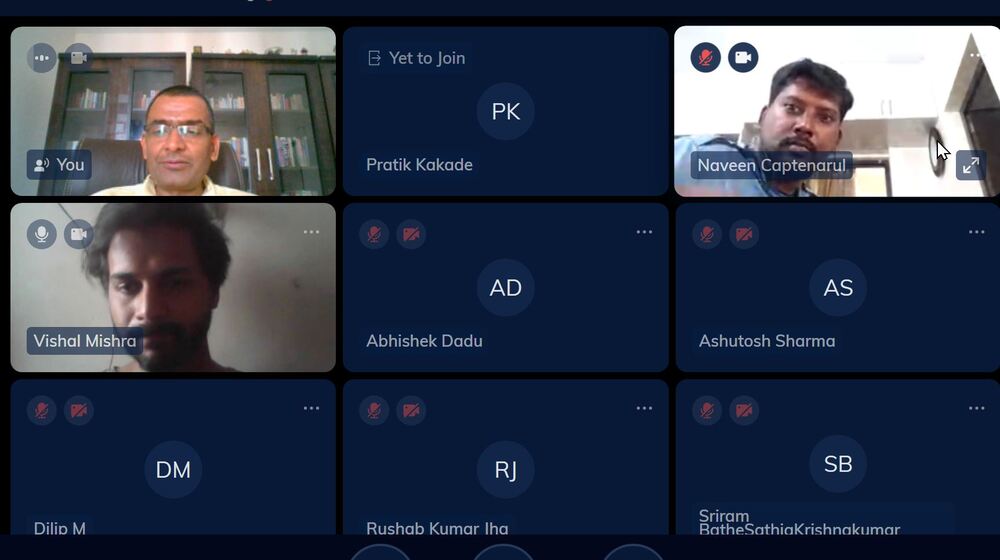 You
Yet to Join
PK
Pratik Kakade
Naveen Captenarul
Vishal Mishra
AD
Abhishek Dadu
AS
Ashutosh Sharma
DM
Dilip M
RJ
Rushab Kumar Jha
SB
Sriram
BatheSathiaKrishnakumar